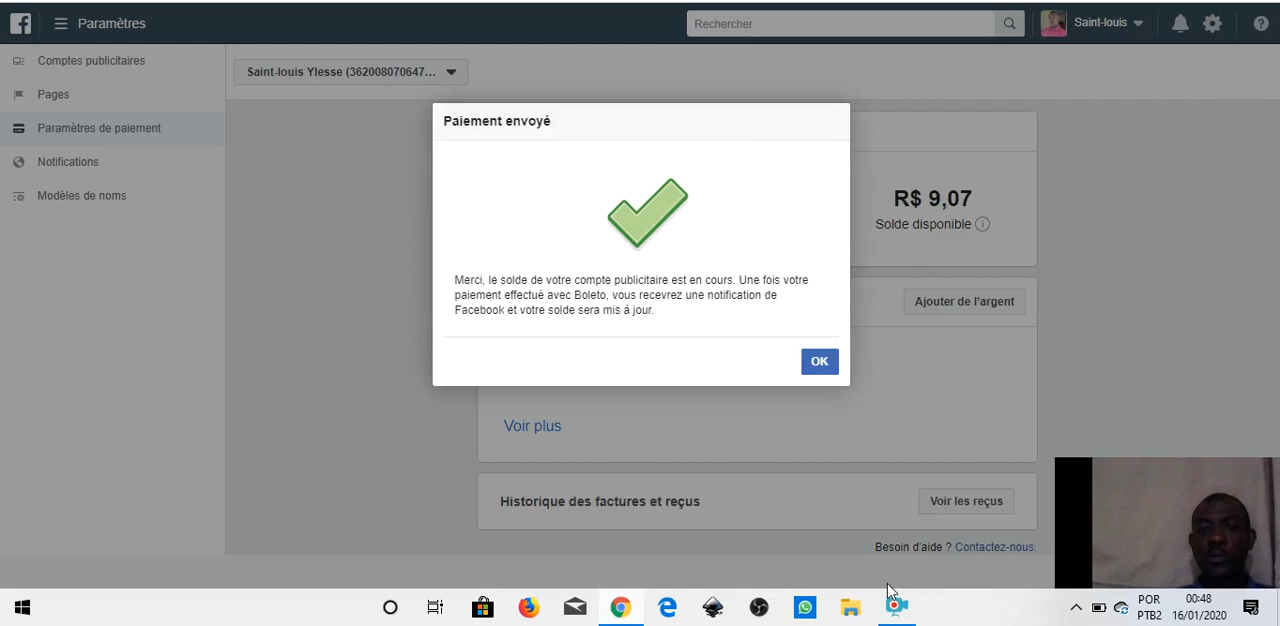 Paramètres
Rechercher
Saint-louis
Comptes publicitaires
Pages
Paramètres de paiement
Notifications
Modèles de noms
Saint-louis Ylesse (362008070647...
Paiement envoyé
Merci, le solde de votre compte publicitaire est en cours. Une fois votre
paiement effectué avec Boleto, vous recevrez une notification de
Facebook et votre solde sera mis à jour.
OK
R$ 9,07
Solde disponible
Ajouter de l'argent
Voir plus
Historique des factures et reçus
Voir les reçus
Besoin d'aide ? Contactez-nous.
POR
PTB2
00:48
16/01/2020